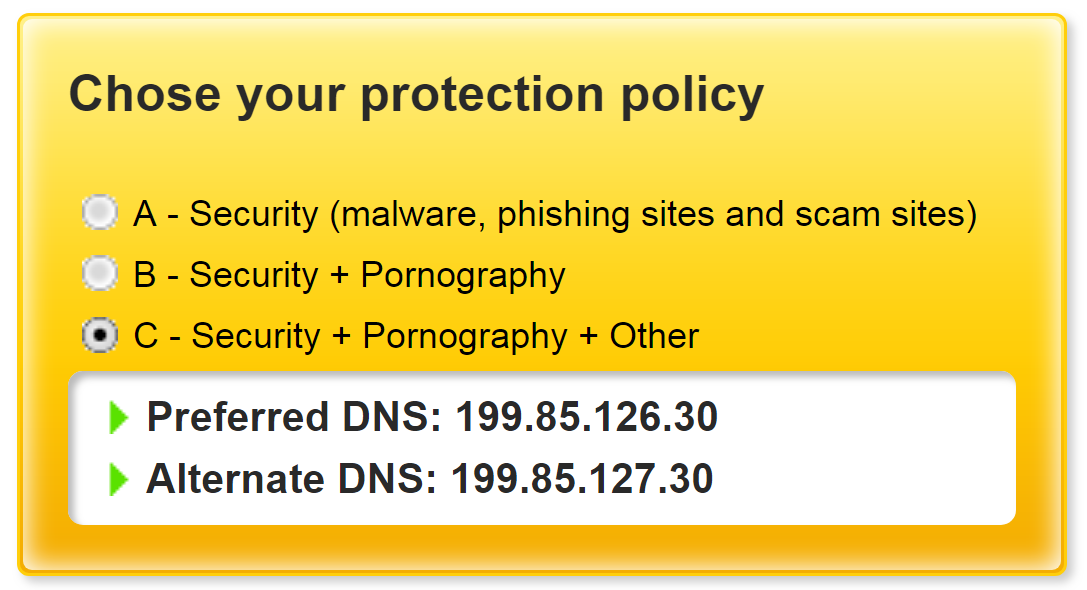 Chose your protection policy
A - Security (malware, phishing sites and scam sites)
B - Security + Pornography
C - Security + Pornography + Other
Preferred DNS: 199.85.126.30
Alternate DNS: 199.85.127.30